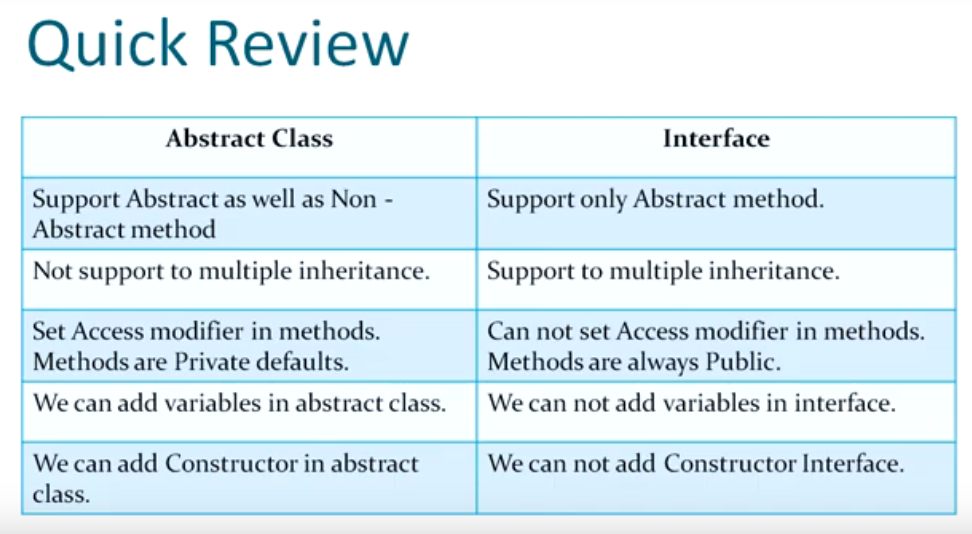 Quick Review
Abstract Class
Interface
Support Abstract as well as Non -
Abstract method
Support only Abstract method.
Not support to multiple inheritance.
Support to multiple inheritance.
Set Access modifier in methods.
Methods are Private defaults.
Can not set Access modifier in methods.
Methods are always Public.
We can add variables in abstract class.
We can not add variables in interface.
We can add Constructor in abstract
class.
We can not add Constructor Interface.